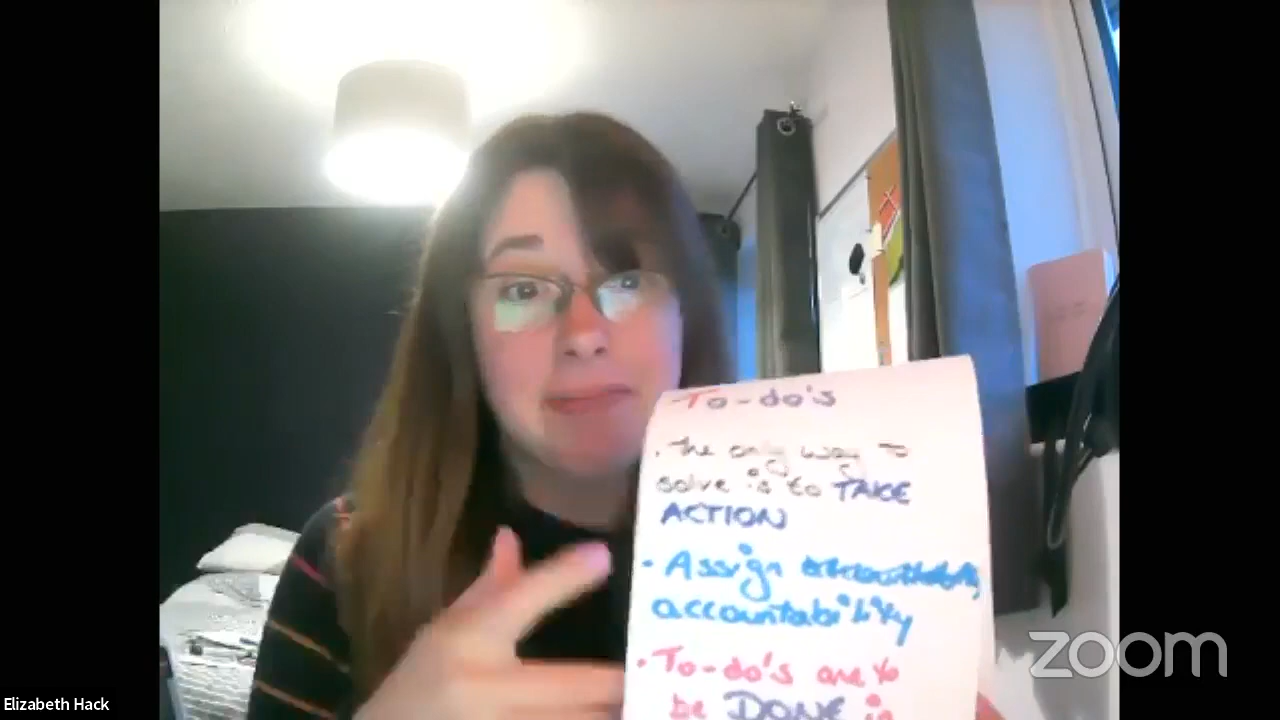 To-do's
· The only way to
solve is to TAKE
ACTION
- Assign
accountability
· To-do's are to
be DONE in
zoom
Elizabeth Hack